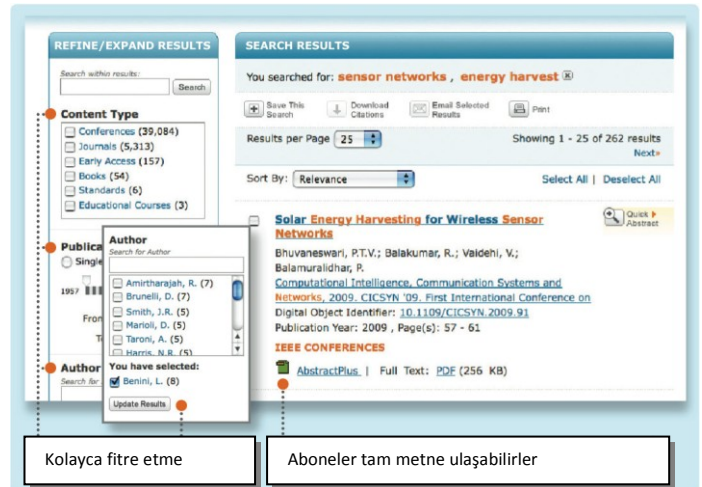 REFINE/EXPAND RESULTS
Search within results:
Search
Content Type
Conferences (39,084)
Journals (5,313)
Early Access (157)
Books (54)
Standards (6)
Educational Courses (3)
Publica
Single
1957
From
T
Author
Search for
Author
Search for Author
Amirtharajah, R. (7)
Brunelli, D. (7)
Smith, J.R. (5)
Marioli, D. (5)
Taroni, A. (5)
Harris, N.R. (5)
You have selected:
Benini, L. (8)
Update Results
SEARCH RESULTS
You searched for: sensor networks , energy harvest
Save This Search
Download Citations
Email Selected Results
Print
Results per Page 25
Showing 1 - 25 of 262 results
Next»
Sort By: Relevance
Select All | Deselect All
Solar Energy Harvesting for Wireless Sensor
Networks
Quick
Abstract
Bhuvaneswari, P.T.V.; Balakumar, R.; Vaidehi, V.;
Balamuralidhar, P.
Computational Intelligence, Communication Systems and
Networks, 2009. CICSYN '09. First International Conference on
Digital Object Identifier: 10.1109/CICSYN.2009.91
Publication Year: 2009 , Page(s): 57 - 61
IEEE CONFERENCES
AbstractPlus | Full Text: PDF (256 KB)
Kolayca fitre etme
Aboneler tam metne ulaşabilirler